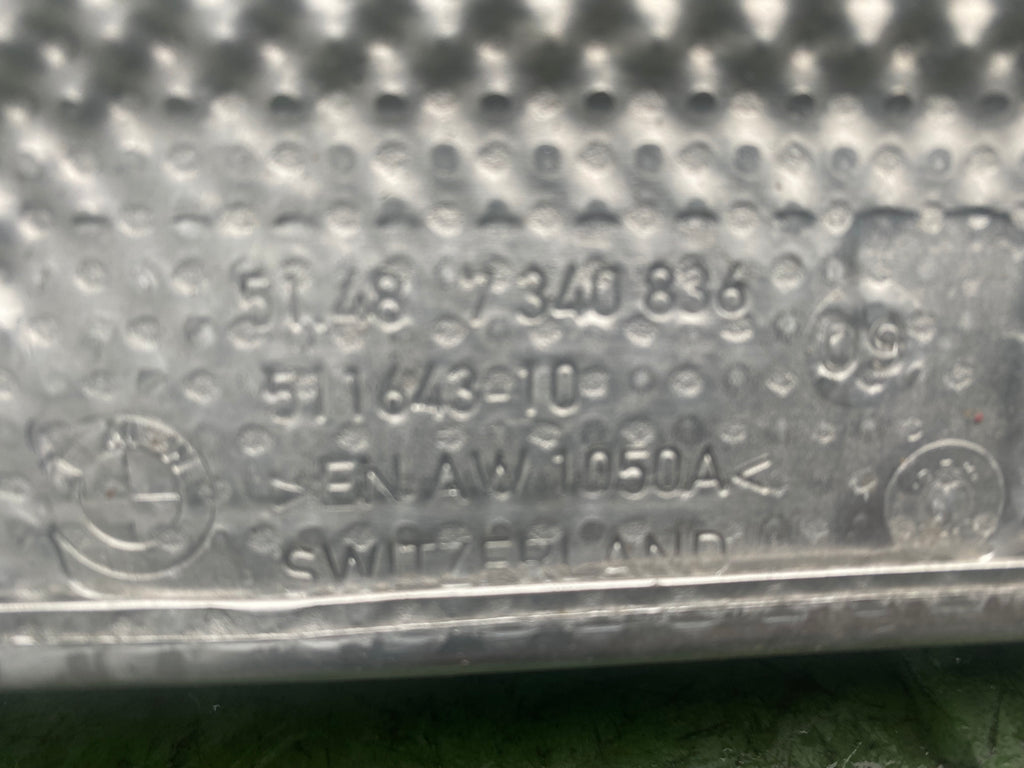 51.48 7 340 836
09
511643-10
>EN AW 1050A<
SWITZERLAND